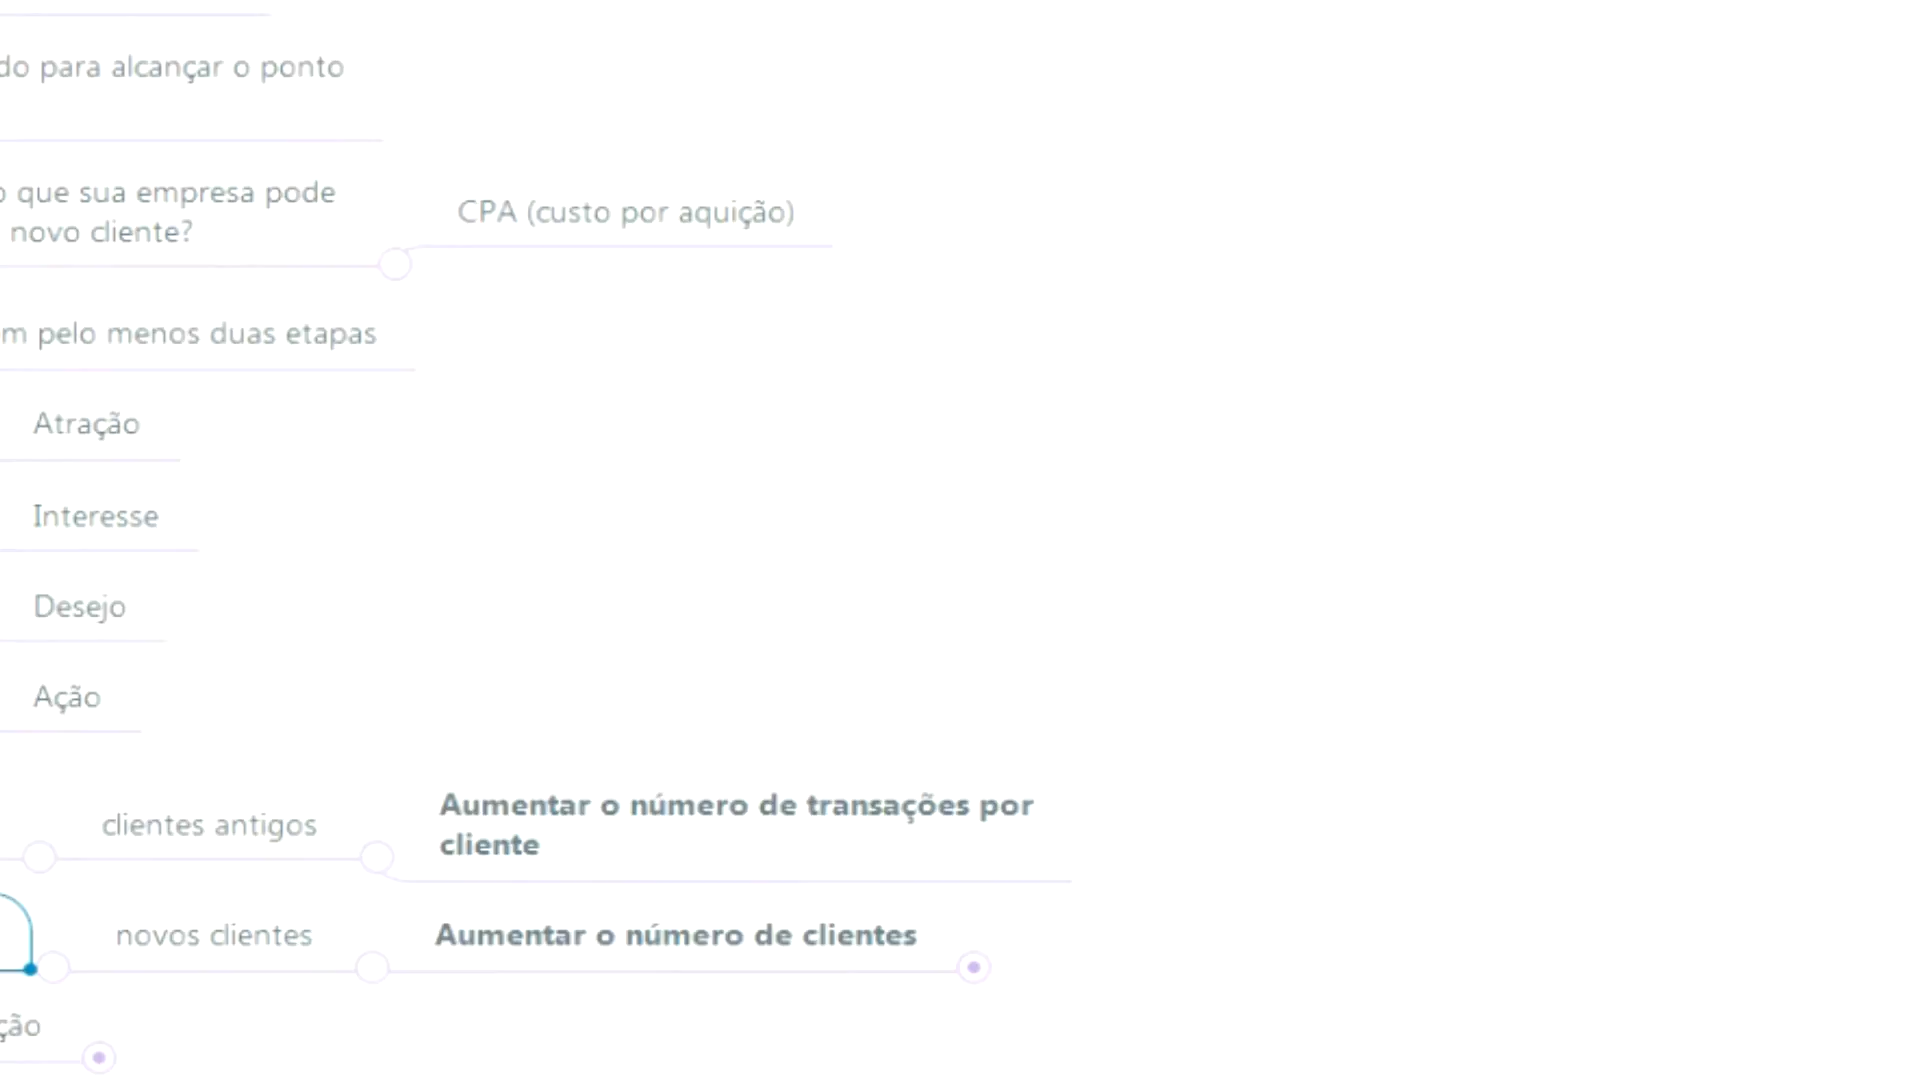 do para alcançar o ponto
o que sua empresa pode
novo cliente?
CPA (custo por aquição)
m pelo menos duas etapas
Atração
Interesse
Desejo
Ação
clientes antigos
Aumentar o número de transações por
cliente
novos clientes
Aumentar o número de clientes
ção